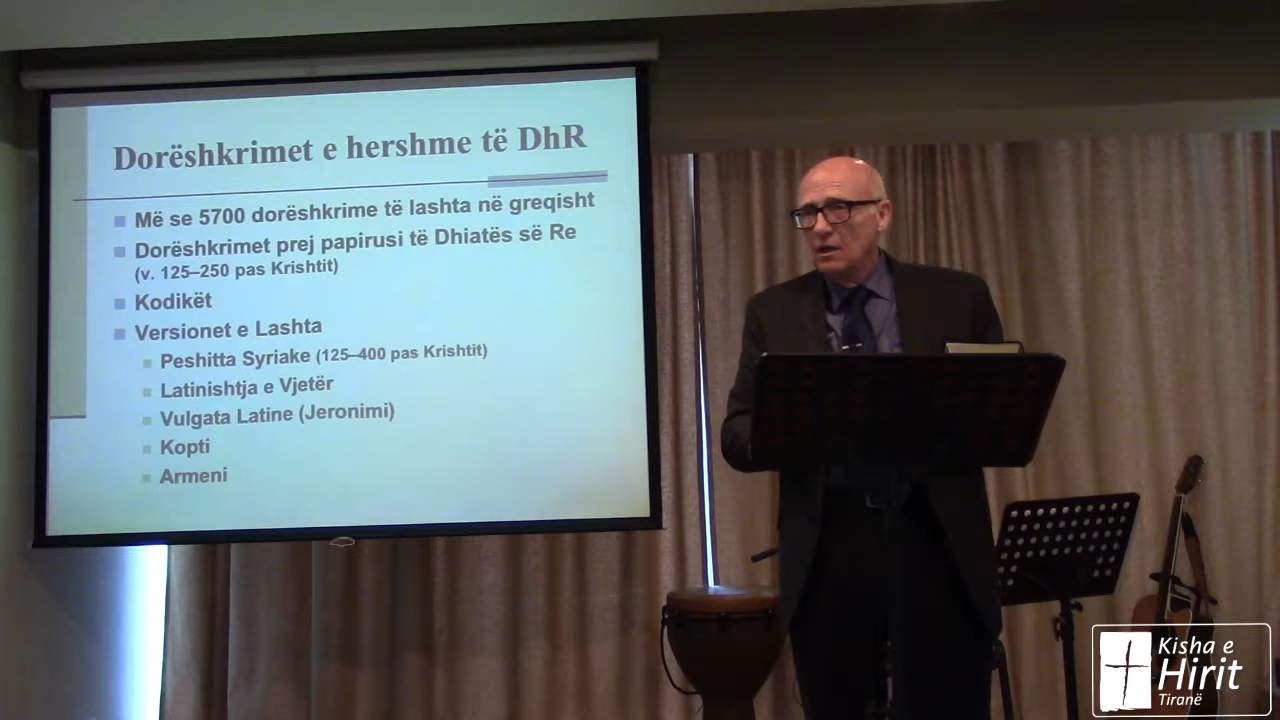 Dorëshkrimet e hershme të DhR
Më se 5700 dorëshkrime të lashta në greqisht
Dorëshkrimet prej papirusi të Dhiatës së Re
(v. 125–250 pas Krishtit)
Kodikët
Versionet e Lashta
Peshitta Syriake (125–400 pas Krishtit)
Latinishtja e Vjetër
Vulgata Latine (Jeronimi)
Kopti
Armeni
Kisha e
Hirit
Tiranë